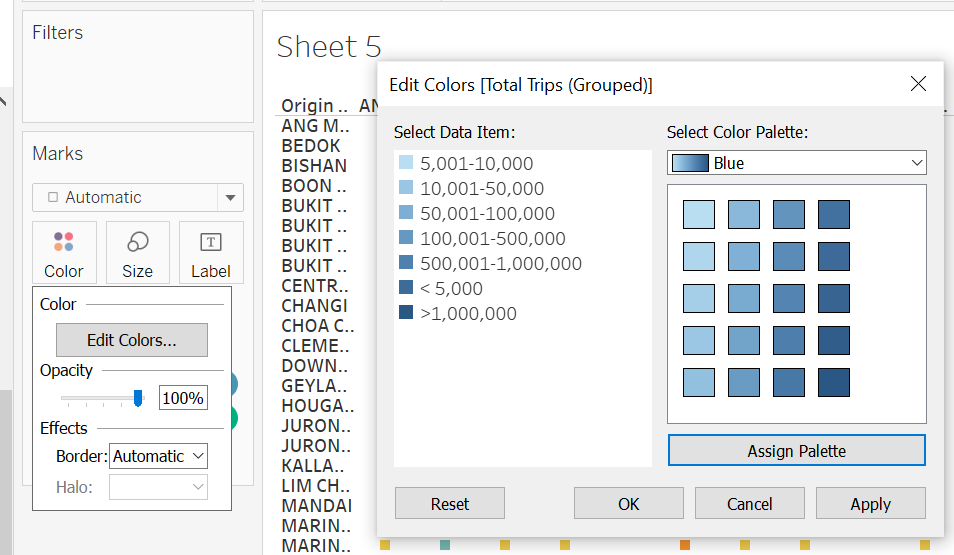 Filters
Marks
Automatic
Color
Size
Label
Color
Edit Colors...
Opacity
100%
Effects
Border: Automatic
Halo:
Sheet 5
Origin .. AN
ANG M..
BEDOK
BISHAN
BOON ..
BUKIT ..
BUKIT ..
BUKIT ..
BUKIT ..
CENTR..
CHANGI
CHOA C..
CLEME..
DOWN..
GEYLA..
HOUGA..
JURON..
JURON..
KALLA..
LIM CH..
MANDAI
MARIN..
MARIN..
Edit Colors [Total Trips (Grouped)]
Select Data Item:
5,001-10,000
10,001-50,000
50,001-100,000
100,001-500,000
500,001-1,000,000
< 5,000
>1,000,000
Select Color Palette:
Blue
Assign Palette
Reset
OK
Cancel
Apply